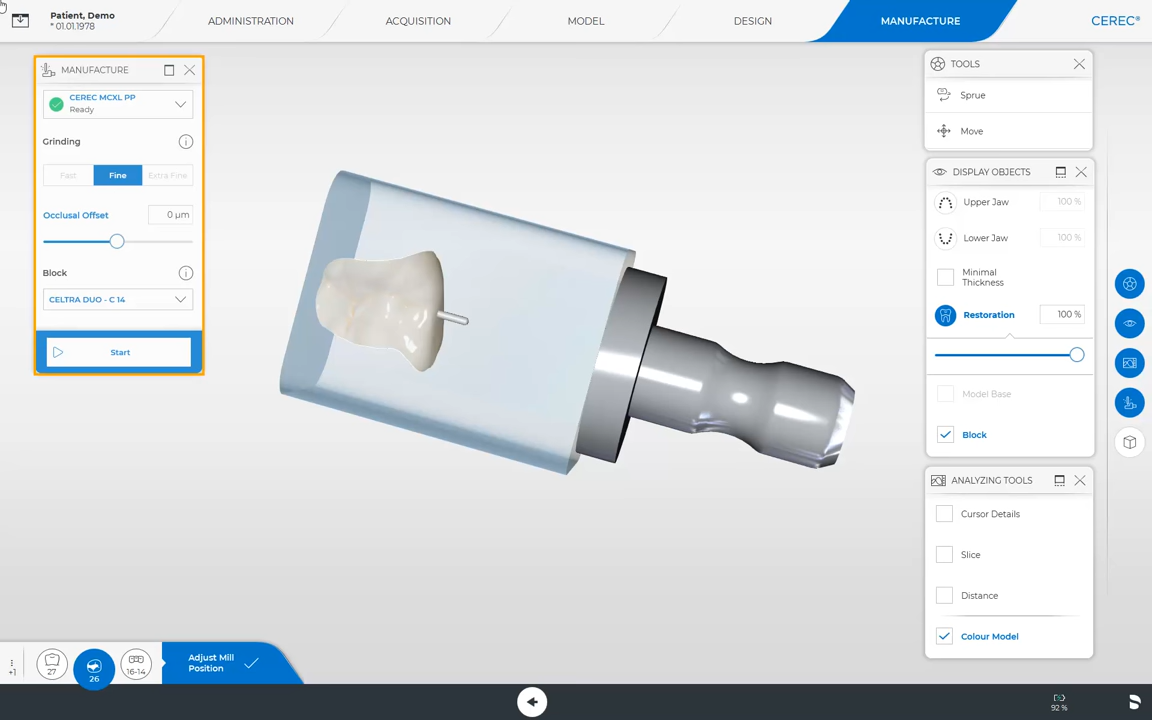 Patient, Demo
* 01.01.1978
ADMINISTRATION
ACQUISITION
MODEL
DESIGN
MANUFACTURE
CEREC®
MANUFACTURE
CEREC MCXL PP
Ready
Grinding
Fast
Fine
Extra Fine
Occlusal Offset
0 µm
Block
CELTRA DUO - C 14
Start
TOOLS
Sprue
Move
DISPLAY OBJECTS
Upper Jaw
100 %
Lower Jaw
100 %
Minimal
Thickness
Restoration
100 %
Model Base
Block
ANALYZING TOOLS
Cursor Details
Slice
Distance
Colour Model
+1
27
26
16-14
Adjust Mill
Position
92 %